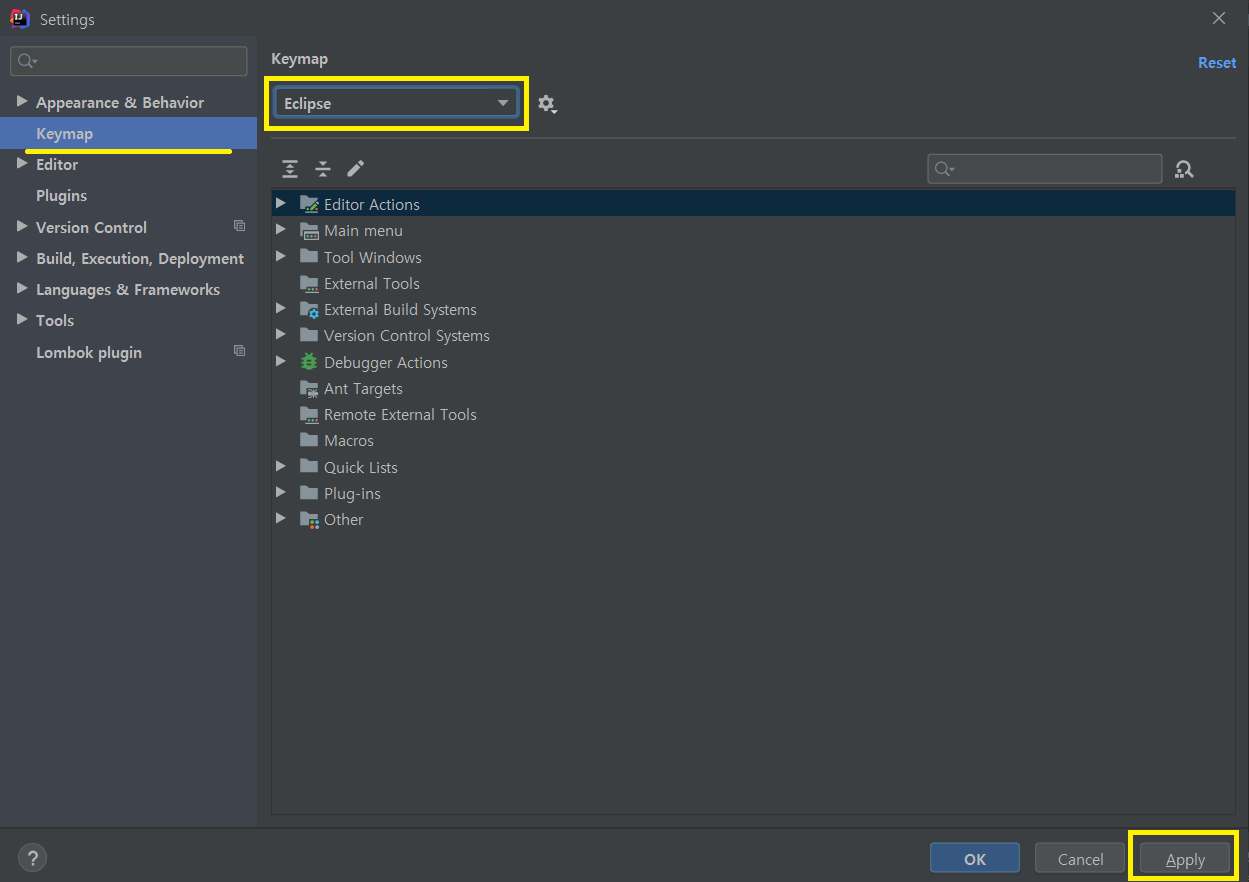 Settings
Keymap
Reset
Appearance & Behavior
Keymap
Editor
Plugins
Version Control
Build, Execution, Deployment
Languages & Frameworks
Tools
Lombok plugin
Eclipse
Editor Actions
Main menu
Tool Windows
External Tools
External Build Systems
Version Control Systems
Debugger Actions
Ant Targets
Remote External Tools
Macros
Quick Lists
Plug-ins
Other
?
OK
Cancel
Apply